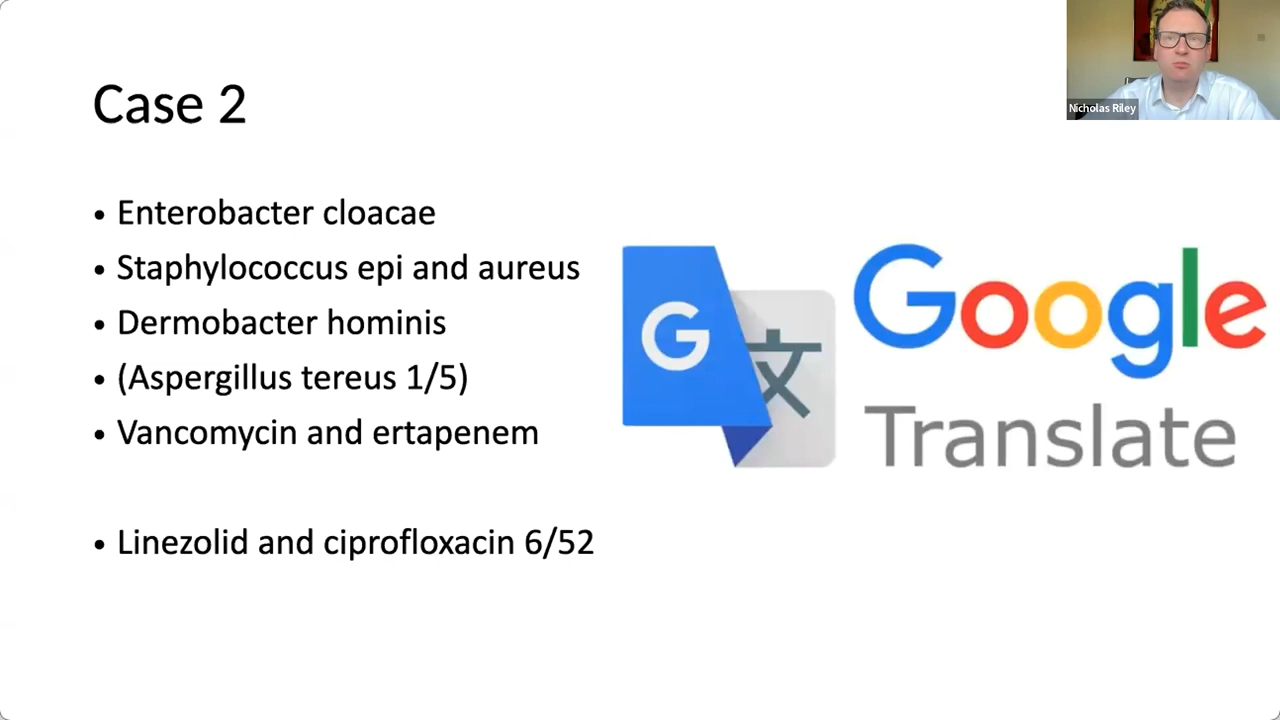 Nicholas Riley
Case 2
• Enterobacter cloacae
• Staphylococcus epi and aureus
• Dermobacter hominis
• (Aspergillus tereus 1/5)
• Vancomycin and ertapenem
• Linezolid and ciprofloxacin 6/52
G 文
Google
Translate